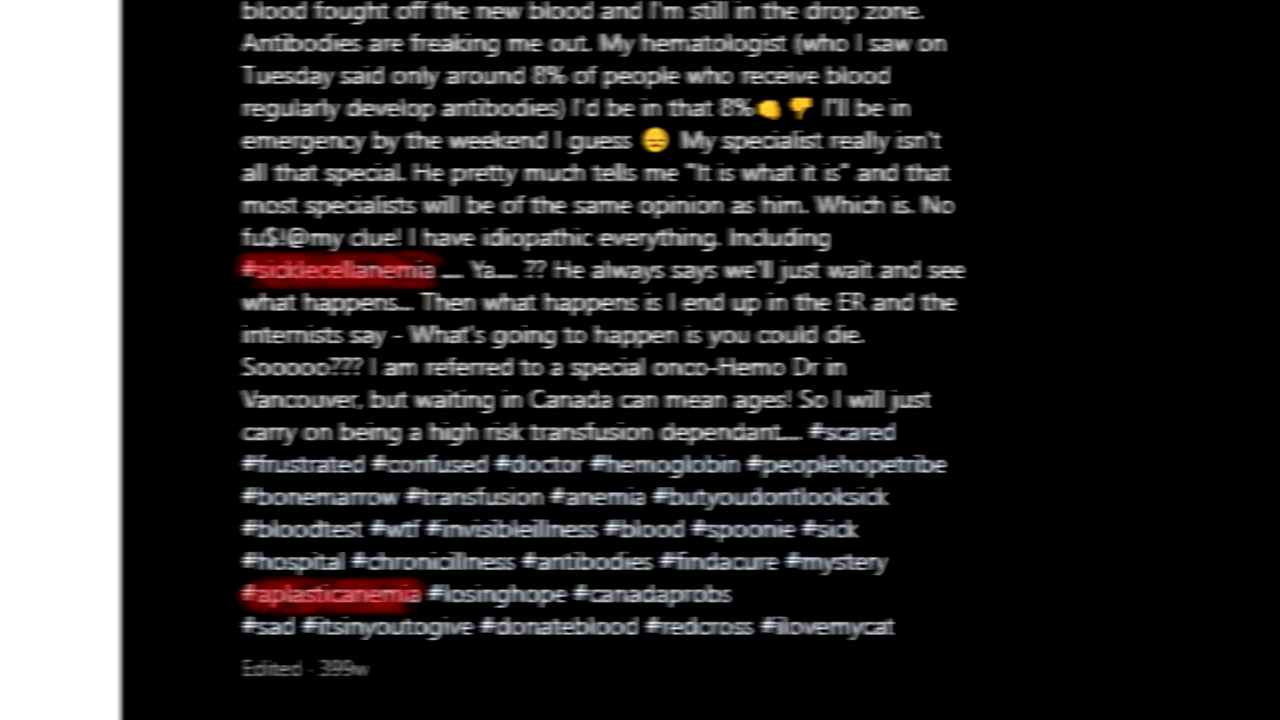 blood fought off the new blood and I'm still in the drop zone.
Antibodies are freaking me out. My hematologist (who I saw on
Tuesday said only around 8% of people who receive blood
regularly develop antibodies) I'd be in that 8%👊👎 I'll be in
emergency by the weekend I guess 😑 My specialist really isn't
all that special. He pretty much tells me "It is what it is" and that
most specialists will be of the same opinion as him. Which is. No
fu$!@my clue! I have idiopathic everything. Including
#sicklecellanemia .... Ya.... ?? He always says we'll just wait and see
what happens... Then what happens is I end up in the ER and the
internists say - What's going to happen is you could die.
Sooooo??? I am referred to a special onco-Hemo Dr in
Vancouver, but waiting in Canada can mean ages! So I will just
carry on being a high risk transfusion dependant.... #scared
#frustrated #confused #doctor #hemoglobin #peoplehopetribe
#bonemarrow #transfusion #anemia #butyoudontlooksick
#bloodtest #wtf #invisibleillness #blood #spoonie #sick
#hospital #chronicillness #antibodies #findacure #mystery
#aplasticanemia #losinghope #canadaprobs
#sad #itsinyoutogive #donateblood #redcross #ilovemycat
Edited · 399w